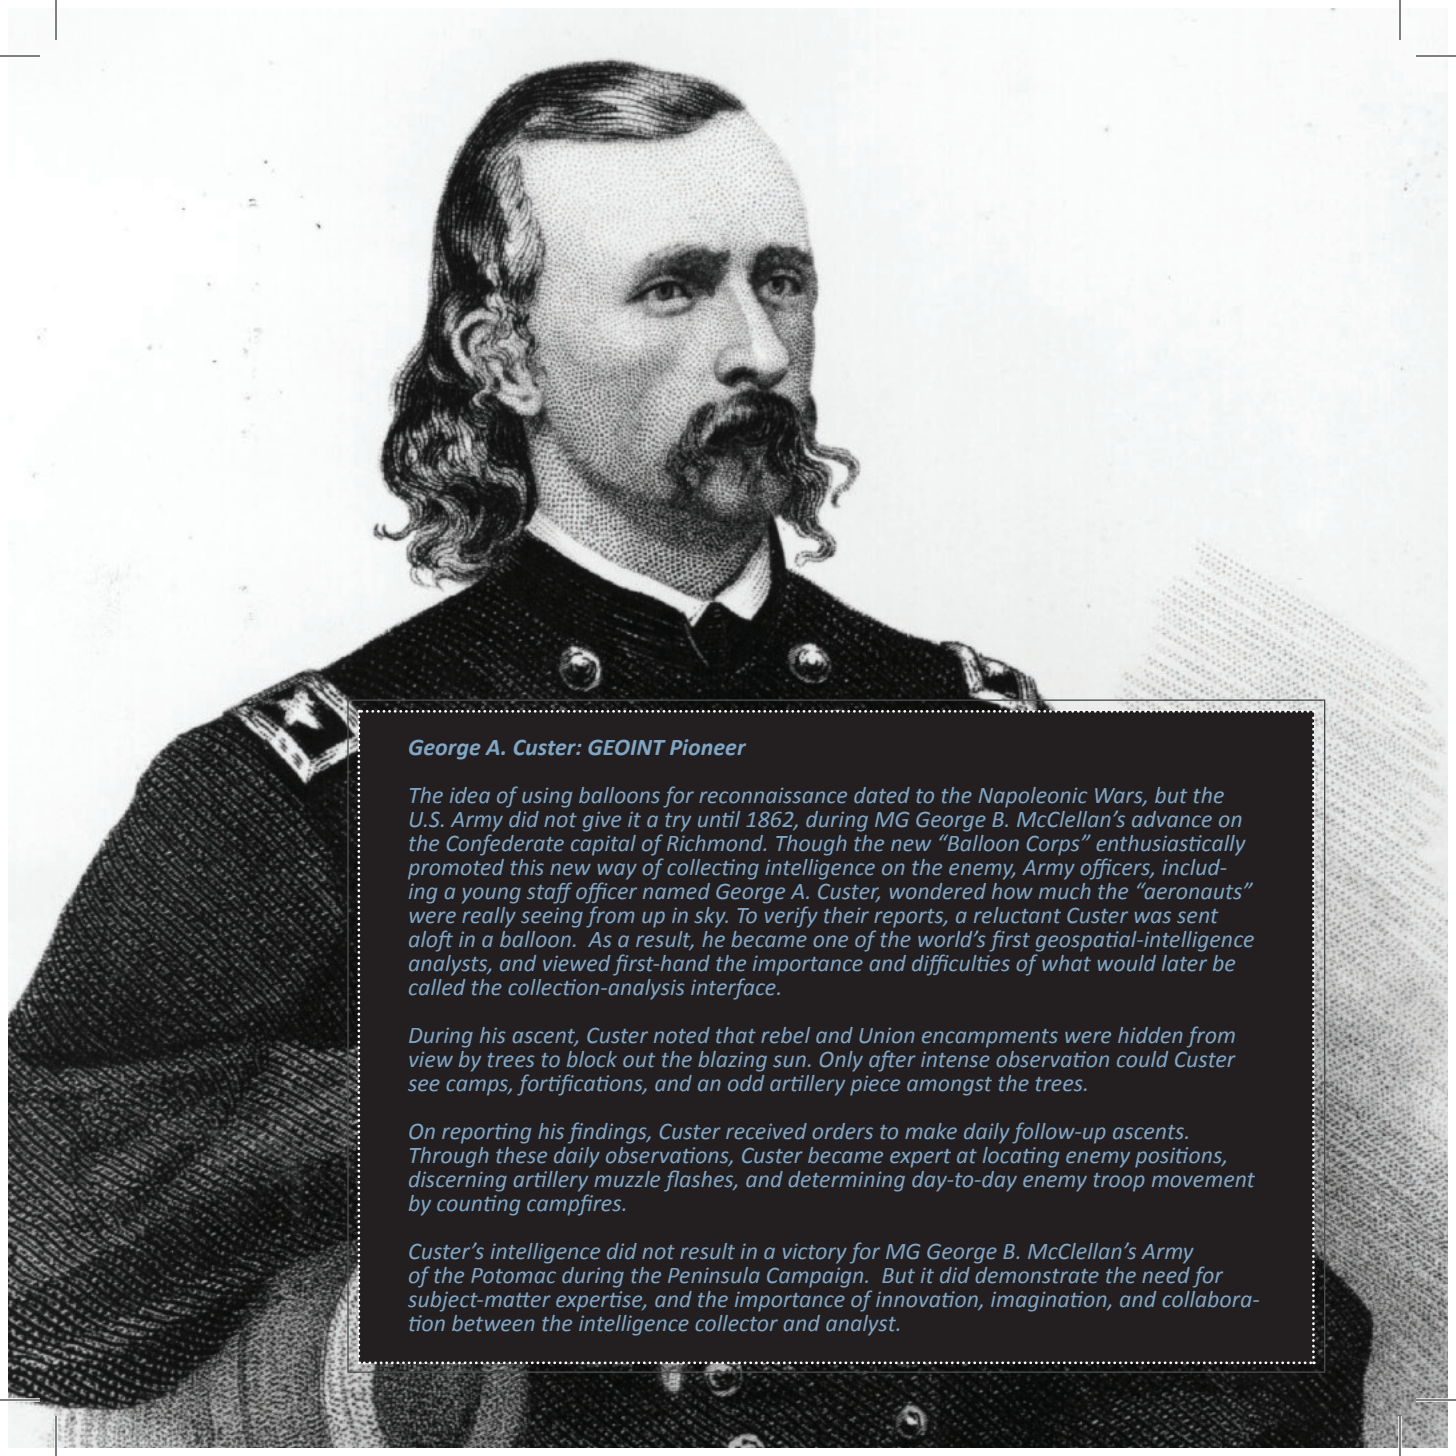 George A. Custer: GEOINT Pioneer
The idea of using balloons for reconnaissance dated to the Napoleonic Wars, but the
U.S. Army did not give it a try until 1862, during MG George B. McClellan’s advance on
the Confederate capital of Richmond. Though the new “Balloon Corps” enthusiastically
promoted this new way of collecting intelligence on the enemy, Army officers, includ-
ing a young staff officer named George A. Custer, wondered how much the “aeronauts”
were really seeing from up in sky. To verify their reports, a reluctant Custer was sent
aloft in a balloon.  As a result, he became one of the world’s first geospatial-intelligence
analysts, and viewed first-hand the importance and difficulties of what would later be
called the collection-analysis interface.
During his ascent, Custer noted that rebel and Union encampments were hidden from
view by trees to block out the blazing sun. Only after intense observation could Custer
see camps, fortifications, and an odd artillery piece amongst the trees.
On reporting his findings, Custer received orders to make daily follow-up ascents.
Through these daily observations, Custer became expert at locating enemy positions,
discerning artillery muzzle flashes, and determining day-to-day enemy troop movement
by counting campfires.
Custer’s intelligence did not result in a victory for MG George B. McClellan’s Army
of the Potomac during the Peninsula Campaign.  But it did demonstrate the need for
subject-matter expertise, and the importance of innovation, imagination, and collabora-
tion between the intelligence collector and analyst.